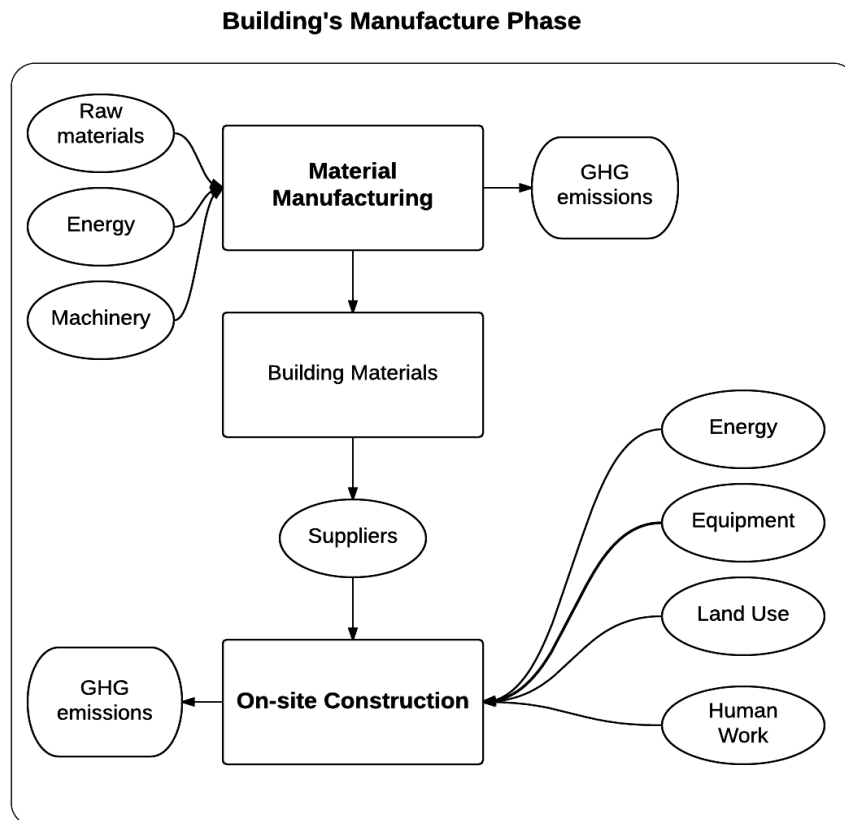 Building's Manufacture Phase
Raw
materials
Material
Manufacturing
GHG
emissions
Energy
Machinery
Building Materials
Energy
Equipment
Suppliers
Land Use
GHG
emissions
On-site Construction
Human
Work